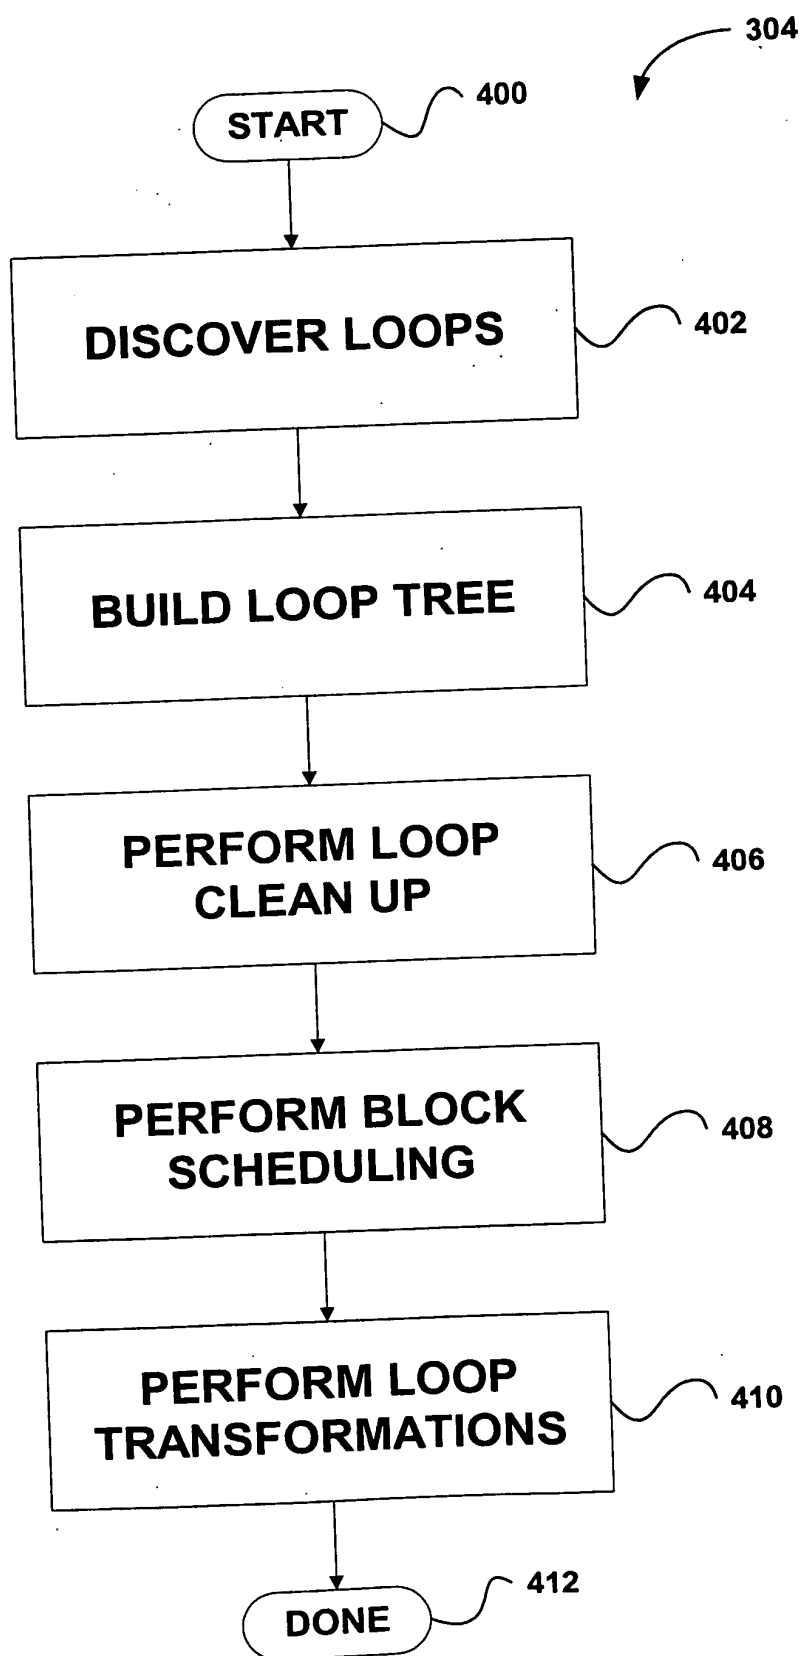 304
START
400
DISCOVER LOOPS
402
BUILD LOOP TREE
404
PERFORM LOOP
CLEAN UP
406
PERFORM BLOCK
SCHEDULING
408
PERFORM LOOP
TRANSFORMATIONS
410
DONE
412